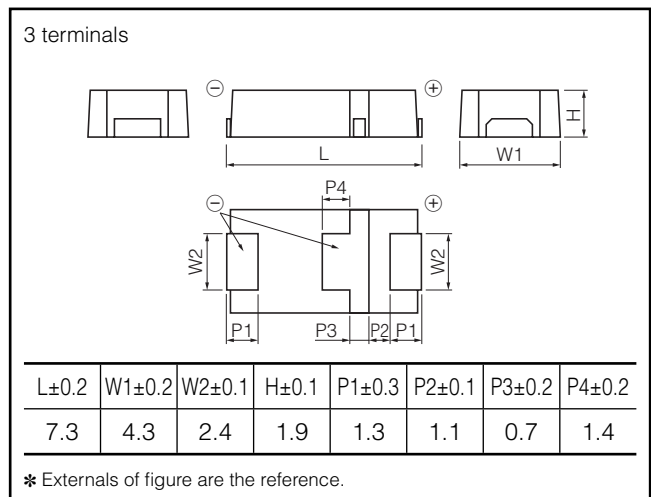 3 terminals
⊖ ⊕
L W1 H
P4
⊖ ⊕
W2 W2
P1 P3 P2 P1
L±0.2 W1±0.2 W2±0.1 H±0.1 P1±0.3 P2±0.1 P3±0.2 P4±0.2
7.3 4.3 2.4 1.9 1.3 1.1 0.7 1.4
✽ Externals of figure are the reference.